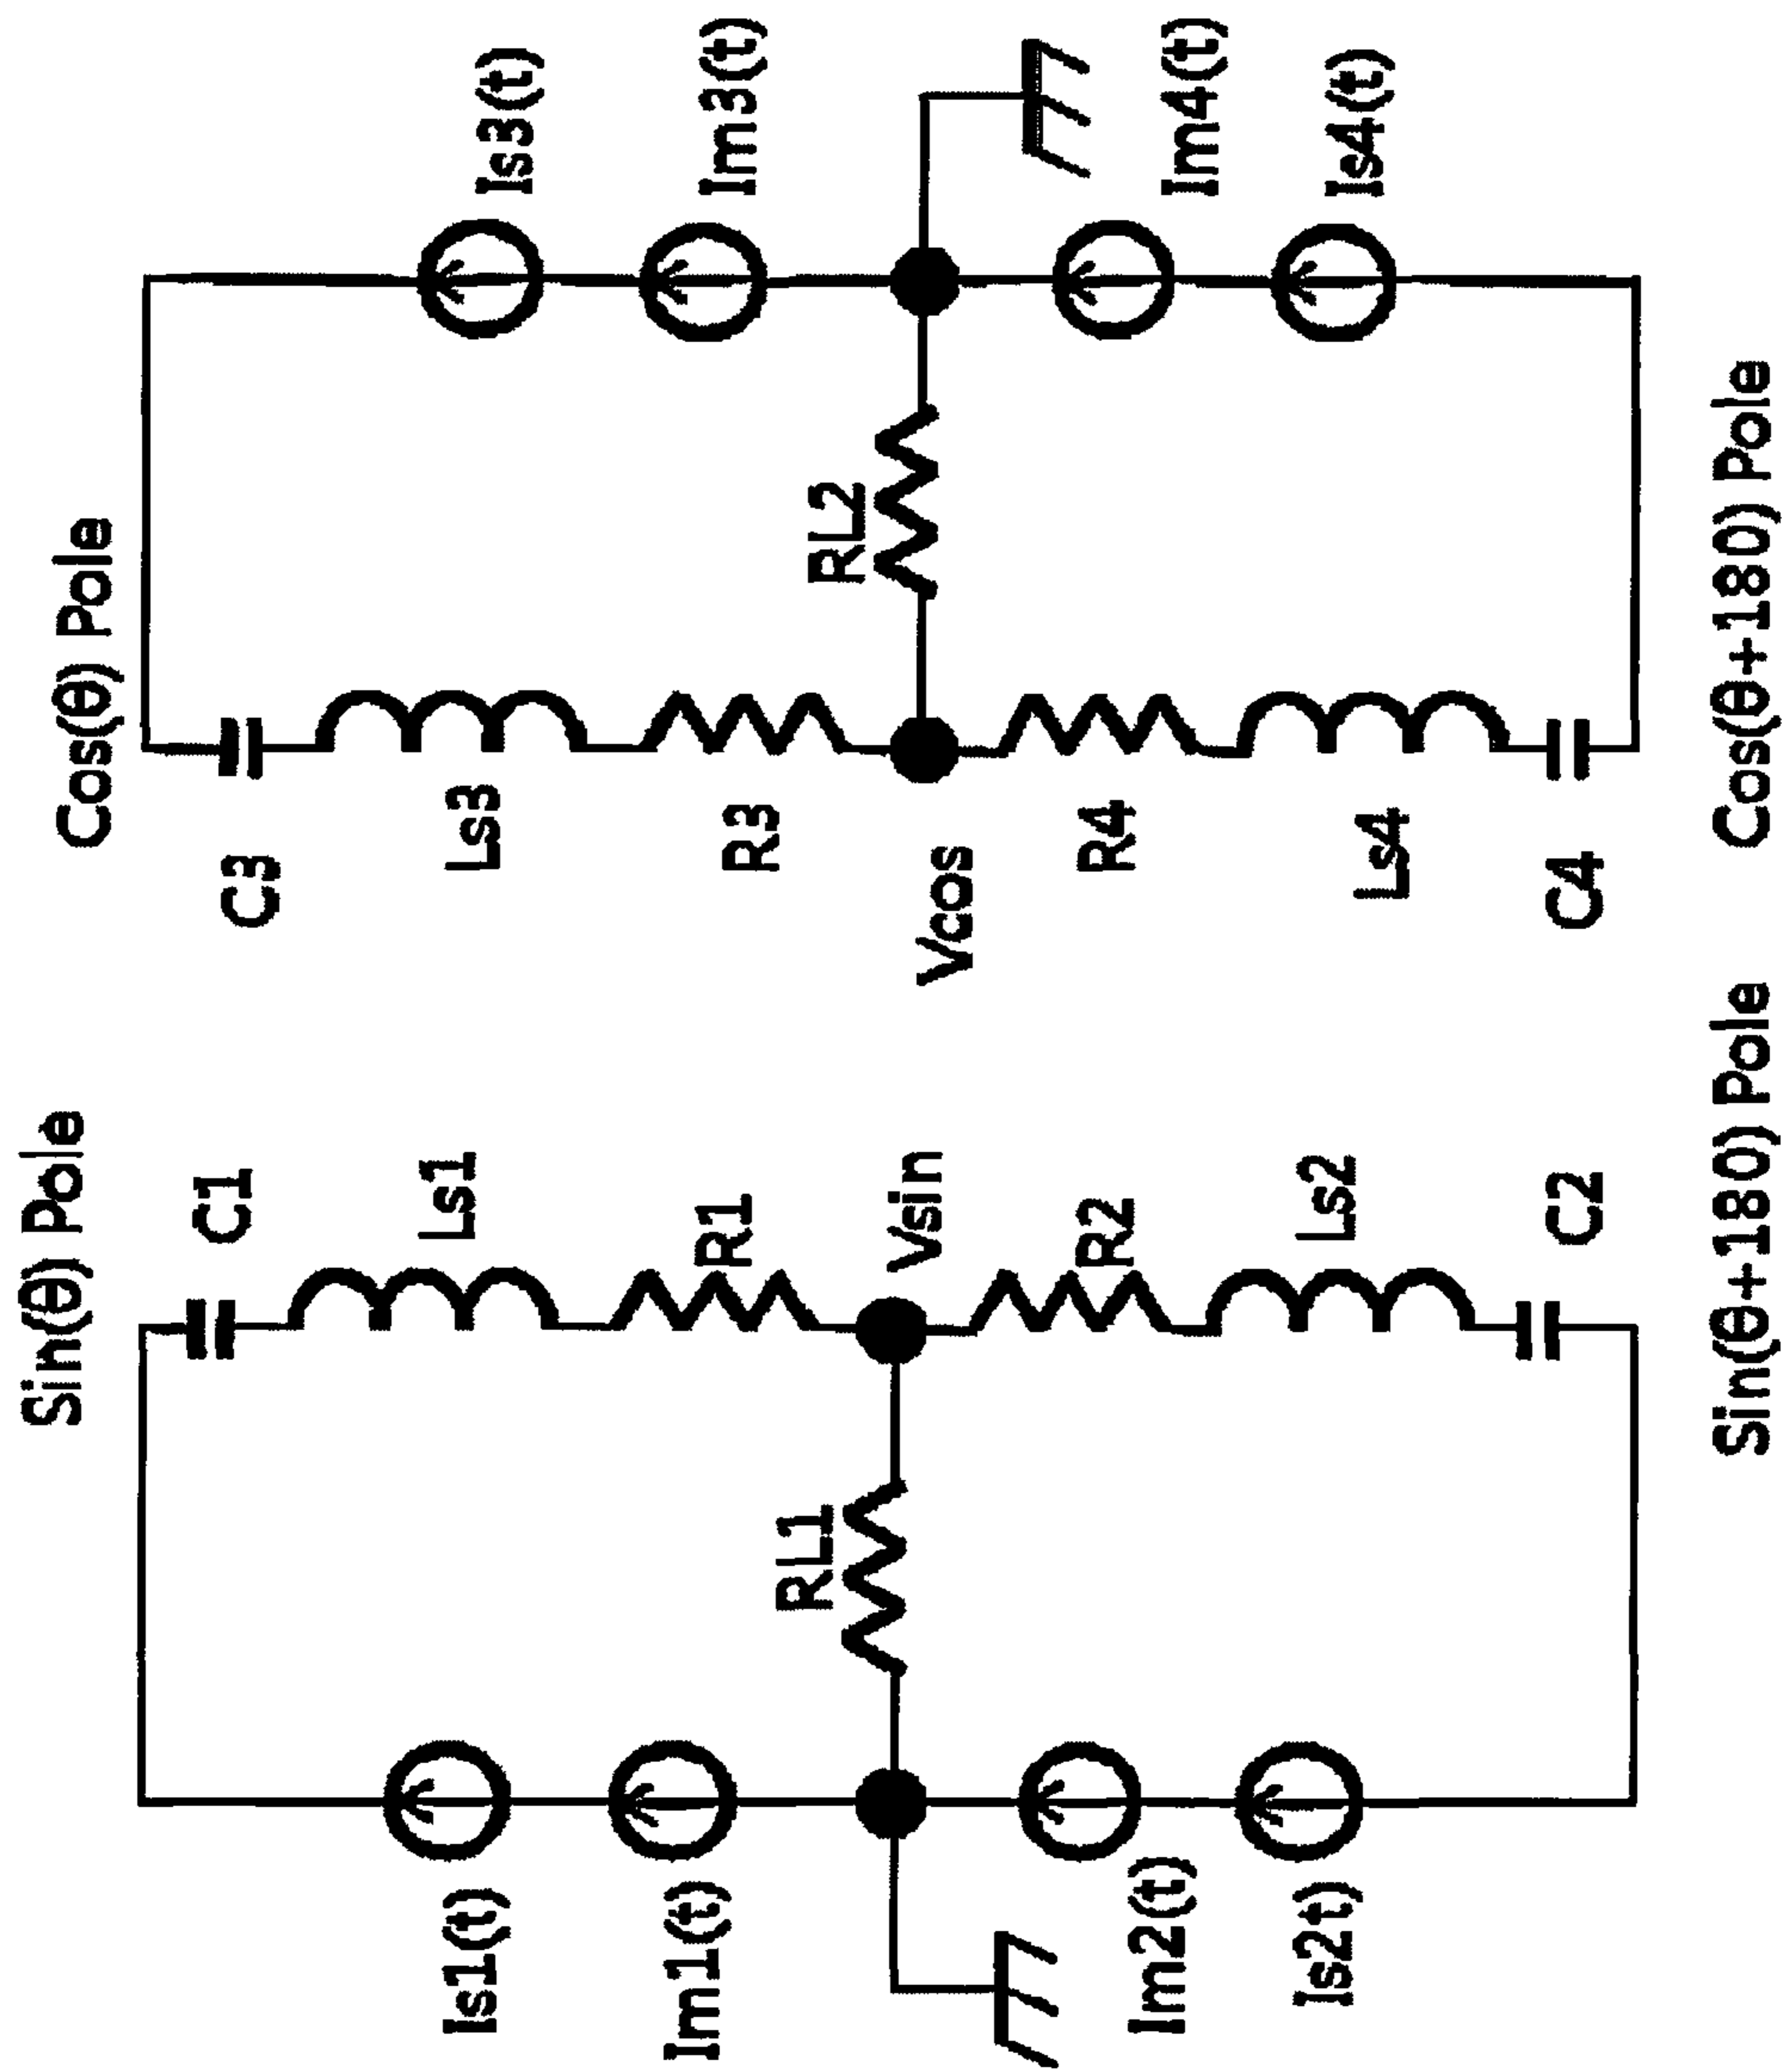 Sin(θ) Pole
Cos(θ) Pole
C1
C3
Is1(t)
Ls1
Ls3
Is3(t)
Im1(t)
R1
R3
Im3(t)
RL1
RL2
Vsin
Vcos
Im2(t)
R2
R4
Im4(t)
Is2t)
Ls2
Ls4
Is4(t)
C2
C4
Sin(θ+180) Pole
Cos(θ+180) Pole